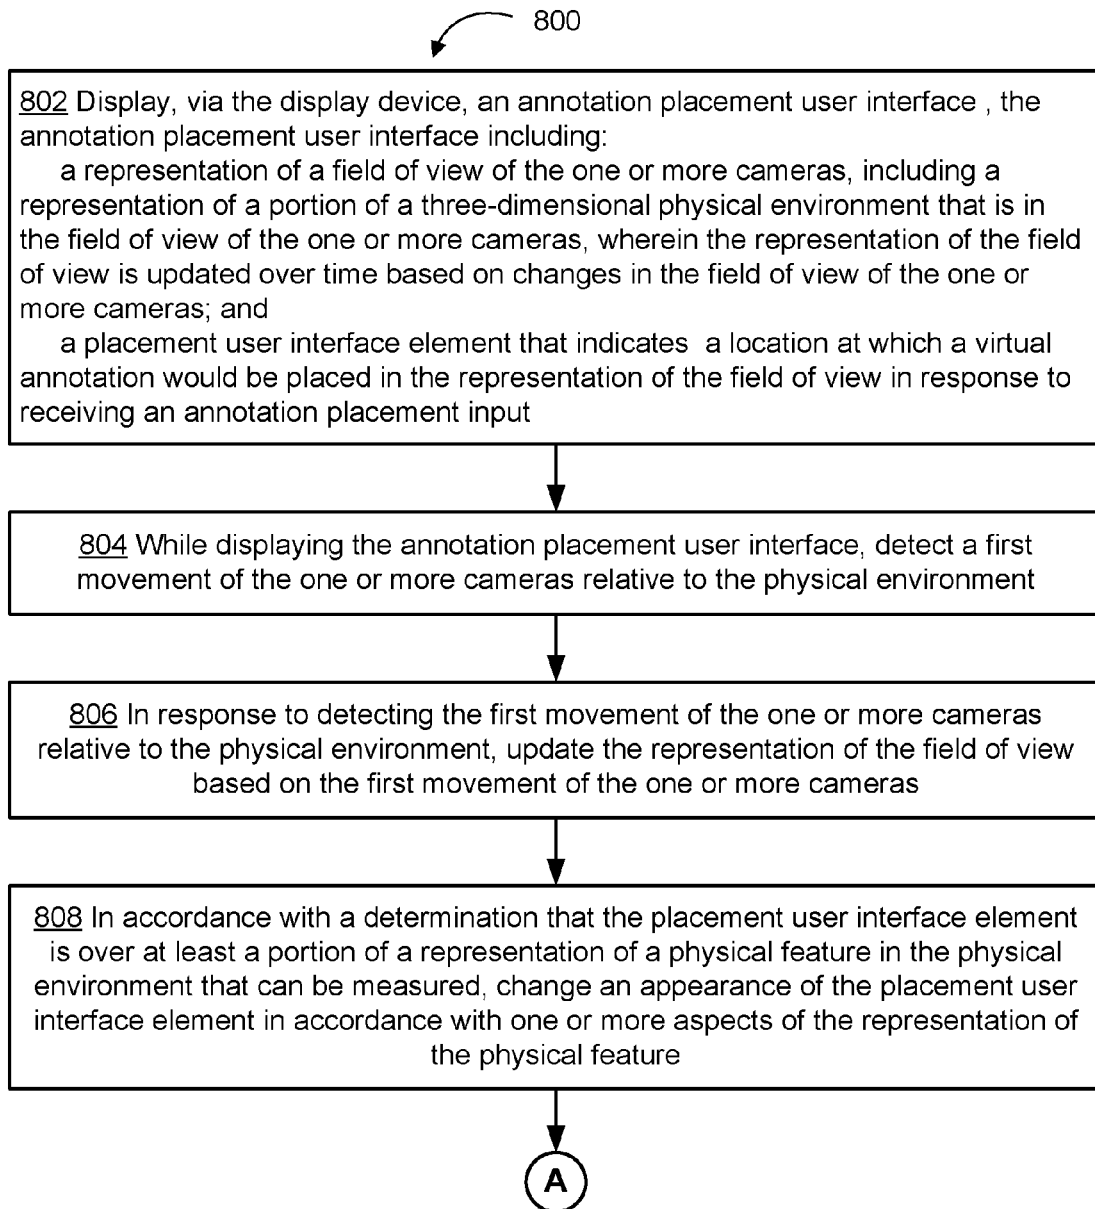 800
802 Display, via the display device, an annotation placement user interface , the
annotation placement user interface including:
a representation of a field of view of the one or more cameras, including a
representation of a portion of a three-dimensional physical environment that is in
the field of view of the one or more cameras, wherein the representation of the field
of view is updated over time based on changes in the field of view of the one or
more cameras; and
a placement user interface element that indicates a location at which a virtual
annotation would be placed in the representation of the field of view in response to
receiving an annotation placement input
804 While displaying the annotation placement user interface, detect a first
movement of the one or more cameras relative to the physical environment
806 In response to detecting the first movement of the one or more cameras
relative to the physical environment, update the representation of the field of view
based on the first movement of the one or more cameras
808 In accordance with a determination that the placement user interface element
is over at least a portion of a representation of a physical feature in the physical
environment that can be measured, change an appearance of the placement user
interface element in accordance with one or more aspects of the representation of
the physical feature
A